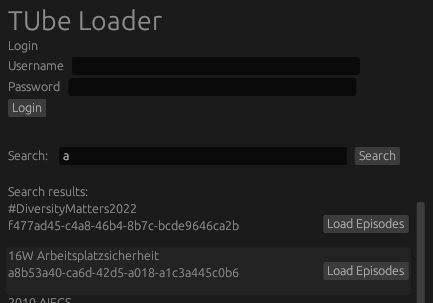 TUbe Loader
Login
Username
Password
Login
Search: a Search
Search results:
#DiversityMatters2022
f477ad45-c4a8-46b4-8b7c-bcde9646ca2b Load Episodes
16W Arbeitsplatzsicherheit
a8b53a40-ca6d-42d5-a018-a1c3a445c0b6 Load Episodes
2010 AIECS